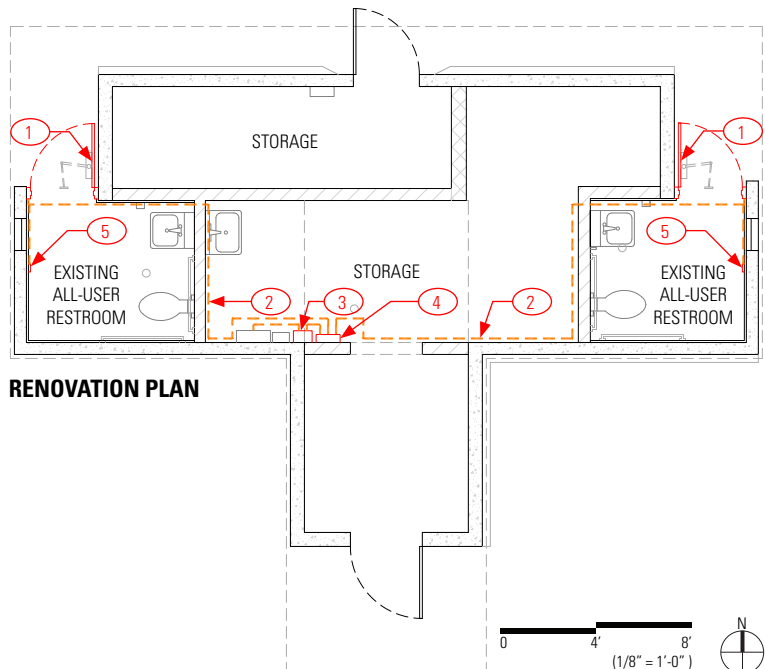 STORAGE
1
1
5
5
EXISTING
ALL-USER
RESTROOM
STORAGE
EXISTING
ALL-USER
RESTROOM
2
3
4
2
RENOVATION PLAN
N
0 4' 8'
(1/8" = 1'-0" )